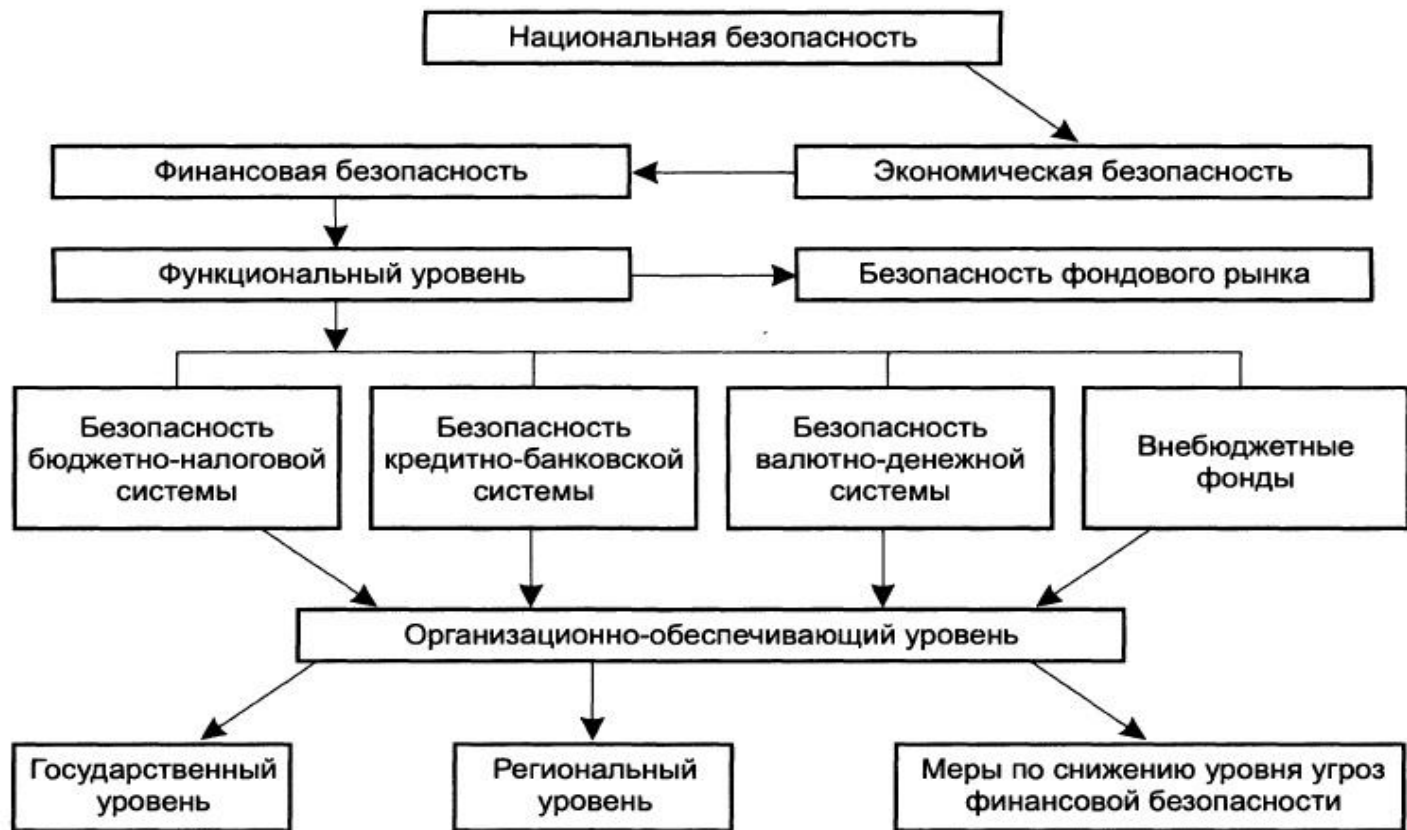 Национальная безопасность
Финансовая безопасность
Экономическая безопасность
Функциональный уровень
Безопасность фондового рынка
Безопасность
бюджетно-налоговой
системы
Безопасность
кредитно-банковской
системы
Безопасность
валютно-денежной
системы
Внебюджетные
фонды
Организационно-обеспечивающий уровень
Государственный
уровень
Региональный
уровень
Меры по снижению уровня угроз
финансовой безопасности